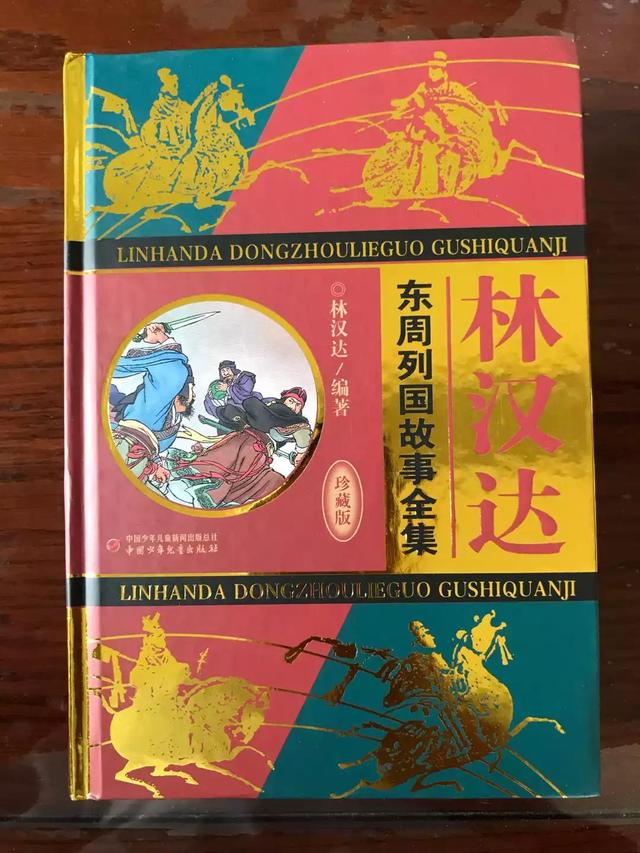 LINHANDA DONGZHOULIEGUO GUSHIQUANJI
林汉达
东周列国故事全集
◎林汉达/编著
珍藏版
中国少年儿童新闻出版总社
中国少年儿童出版社
LINHANDA DONGZHOULIEGUO GUSHIQUANJI